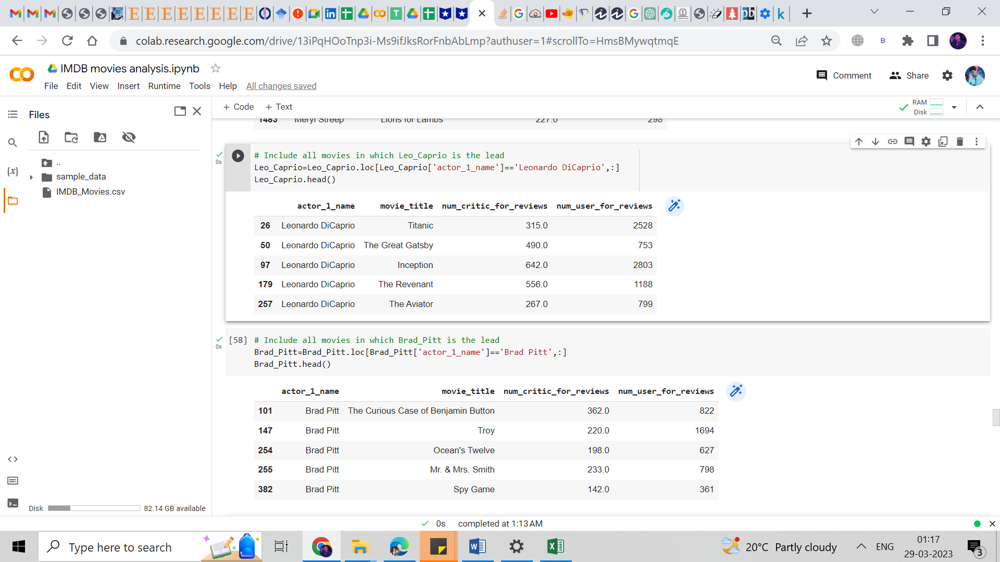 colab.research.google.com/drive/13iPqHOoTnp3i-Ms9ifJksRorFnbAbLmp?authuser=1#scrollTo=HmsBMywqtmqE
IMDB movies analysis.ipynb
File Edit View Insert Runtime Tools Help All changes saved
Comment Share
Files
+ Code + Text
RAM
Disk
1483 Meryl Streep Lions for Lambs 227.0 298
..
sample_data
IMDB_Movies.csv
0s
# Include all movies in which Leo_Caprio is the lead
Leo_Caprio=Leo_Caprio.loc[Leo_Caprio['actor_1_name']=='Leonardo DiCaprio',:]
Leo_Caprio.head()
actor_1_name movie_title num_critic_for_reviews num_user_for_reviews
26 Leonardo DiCaprio Titanic 315.0 2528
50 Leonardo DiCaprio The Great Gatsby 490.0 753
97 Leonardo DiCaprio Inception 642.0 2803
179 Leonardo DiCaprio The Revenant 556.0 1188
257 Leonardo DiCaprio The Aviator 267.0 799
0s
[58] # Include all movies in which Brad_Pitt is the lead
Brad_Pitt=Brad_Pitt.loc[Brad_Pitt['actor_1_name']=='Brad Pitt',:]
Brad_Pitt.head()
actor_1_name movie_title num_critic_for_reviews num_user_for_reviews
101 Brad Pitt The Curious Case of Benjamin Button 362.0 822
147 Brad Pitt Troy 220.0 1694
254 Brad Pitt Ocean's Twelve 198.0 627
255 Brad Pitt Mr. & Mrs. Smith 233.0 798
382 Brad Pitt Spy Game 142.0 361
Disk 82.14 GB available
0s completed at 1:13 AM
Type here to search
20°C Partly cloudy
ENG
01:17
29-03-2023
3